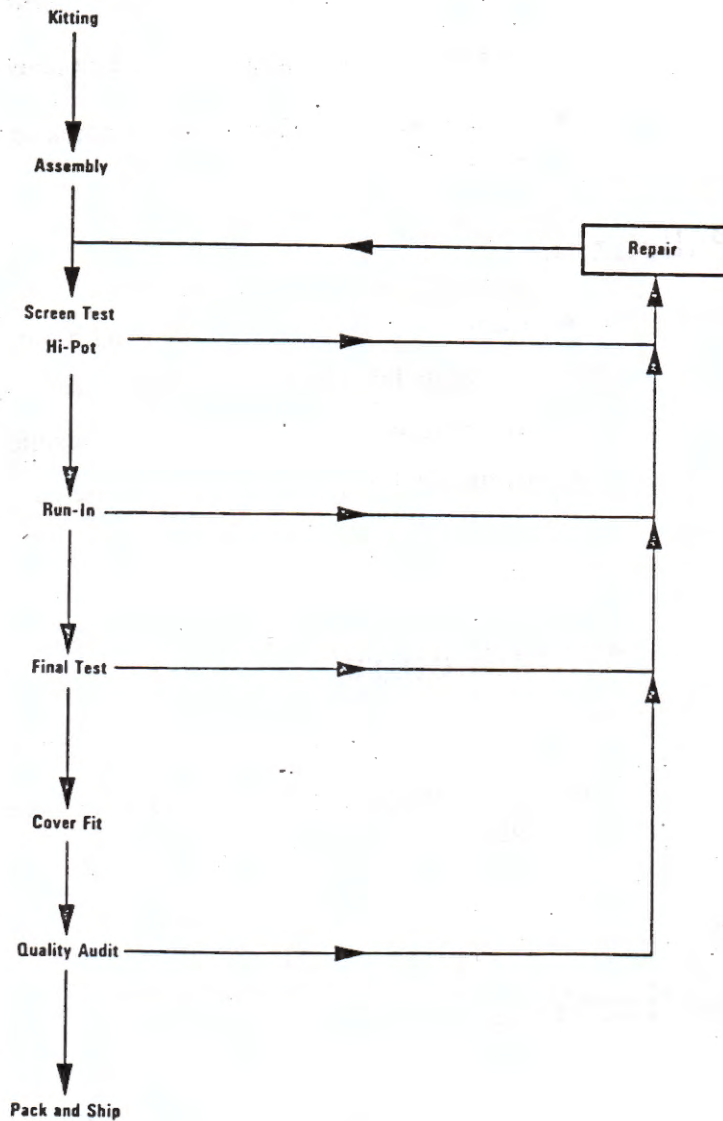 Kitting
Assembly
Repair
Screen Test
Hi-Pot
Run-In
Final Test
Cover Fit
Quality Audit
Pack and Ship